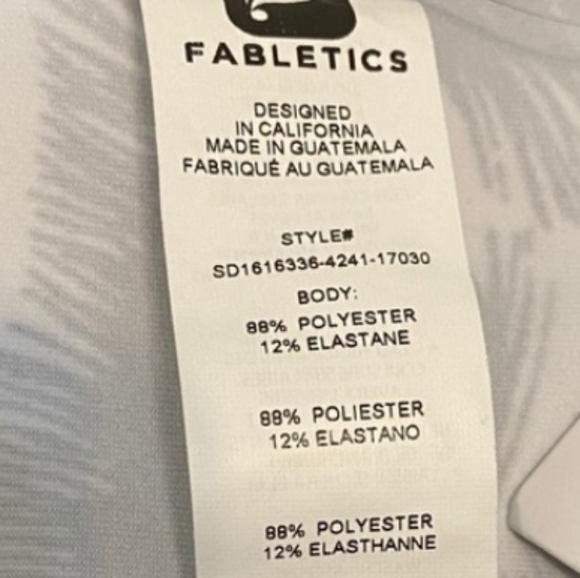 FABLETICS
DESIGNED
IN CALIFORNIA
MADE IN GUATEMALA
FABRIQUÉ AU GUATEMALA
STYLE#
SD1616336-4241-17030
BODY:
88% POLYESTER
12% ELASTANE
88% POLIESTER
12% ELASTANO
88% POLYESTER
12% ELASTHANNE